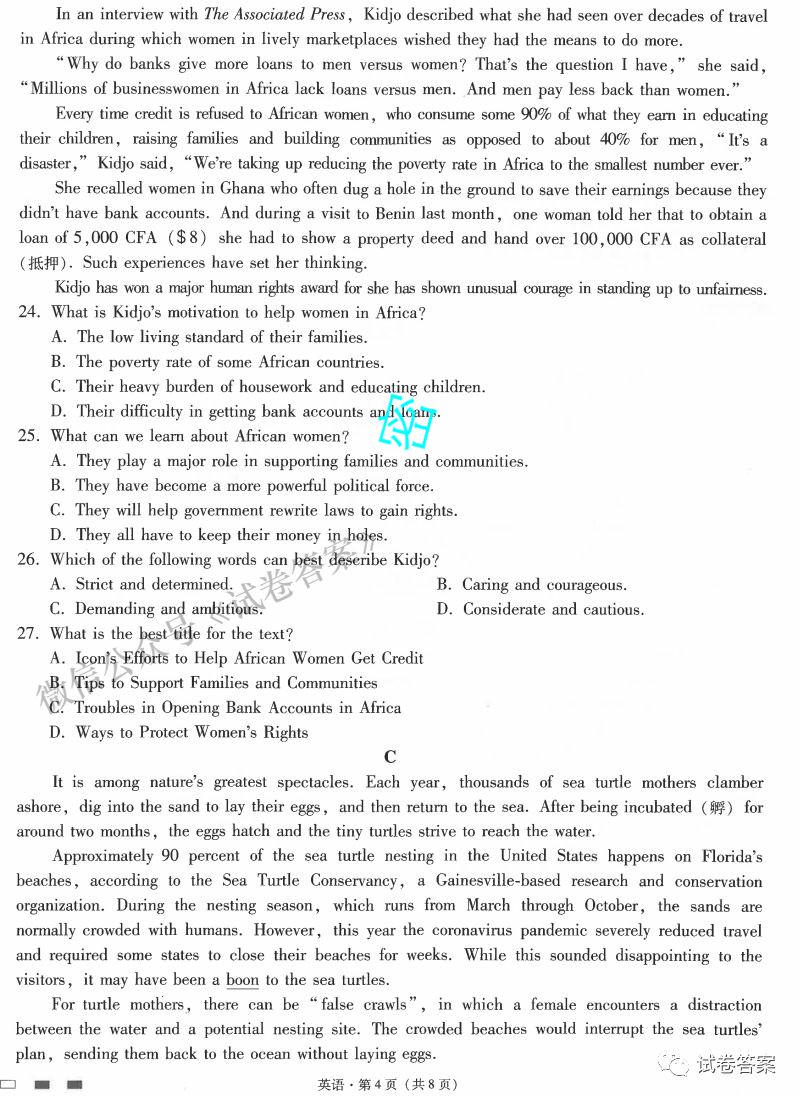 In an interview with The Associated Press, Kidjo described what she had seen over decades of travel
in Africa during which women in lively marketplaces wished they had the means to do more.
"Why do banks give more loans to men versus women? That's the question I have," she said,
"Millions of businesswomen in Africa lack loans versus men. And men pay less back than women."
Every time credit is refused to African women, who consume some 90% of what they earn in educating
their children, raising families and building communities as opposed to about 40% for men, "It's a
disaster," Kidjo said, "We're taking up reducing the poverty rate in Africa to the smallest number ever."
She recalled women in Ghana who often dug a hole in the ground to save their earnings because they
didn't have bank accounts. And during a visit to Benin last month, one woman told her that to obtain a
loan of 5,000 CFA ($8) she had to show a property deed and hand over 100,000 CFA as collateral
(抵押). Such experiences have set her thinking.
Kidjo has won a major human rights award for she has shown unusual courage in standing up to unfairness.
24. What is Kidjo's motivation to help women in Africa?
A. The low living standard of their families.
B. The poverty rate of some African countries.
C. Their heavy burden of housework and educating children.
D. Their difficulty in getting bank accounts and loans.
25. What can we learn about African women?
A. They play a major role in supporting families and communities.
B. They have become a more powerful political force.
C. They will help government rewrite laws to gain rights.
D. They all have to keep their money in holes.
26. Which of the following words can best describe Kidjo?
A. Strict and determined. B. Caring and courageous.
C. Demanding and ambitious. D. Considerate and cautious.
27. What is the best title for the text?
A. Icon's Efforts to Help African Women Get Credit
B. Tips to Support Families and Communities
C. Troubles in Opening Bank Accounts in Africa
D. Ways to Protect Women's Rights
微信公众号《试卷答案》
C
It is among nature's greatest spectacles. Each year, thousands of sea turtle mothers clamber
ashore, dig into the sand to lay their eggs, and then return to the sea. After being incubated (孵) for
around two months, the eggs hatch and the tiny turtles strive to reach the water.
Approximately 90 percent of the sea turtle nesting in the United States happens on Florida's
beaches, according to the Sea Turtle Conservancy, a Gainesville-based research and conservation
organization. During the nesting season, which runs from March through October, the sands are
normally crowded with humans. However, this year the coronavirus pandemic severely reduced travel
and required some states to close their beaches for weeks. While this sounded disappointing to the
visitors, it may have been a boon to the sea turtles.
For turtle mothers, there can be "false crawls", in which a female encounters a distraction
between the water and a potential nesting site. The crowded beaches would interrupt the sea turtles'
plan, sending them back to the ocean without laying eggs.
英语·第4页(共8页)
试卷答案